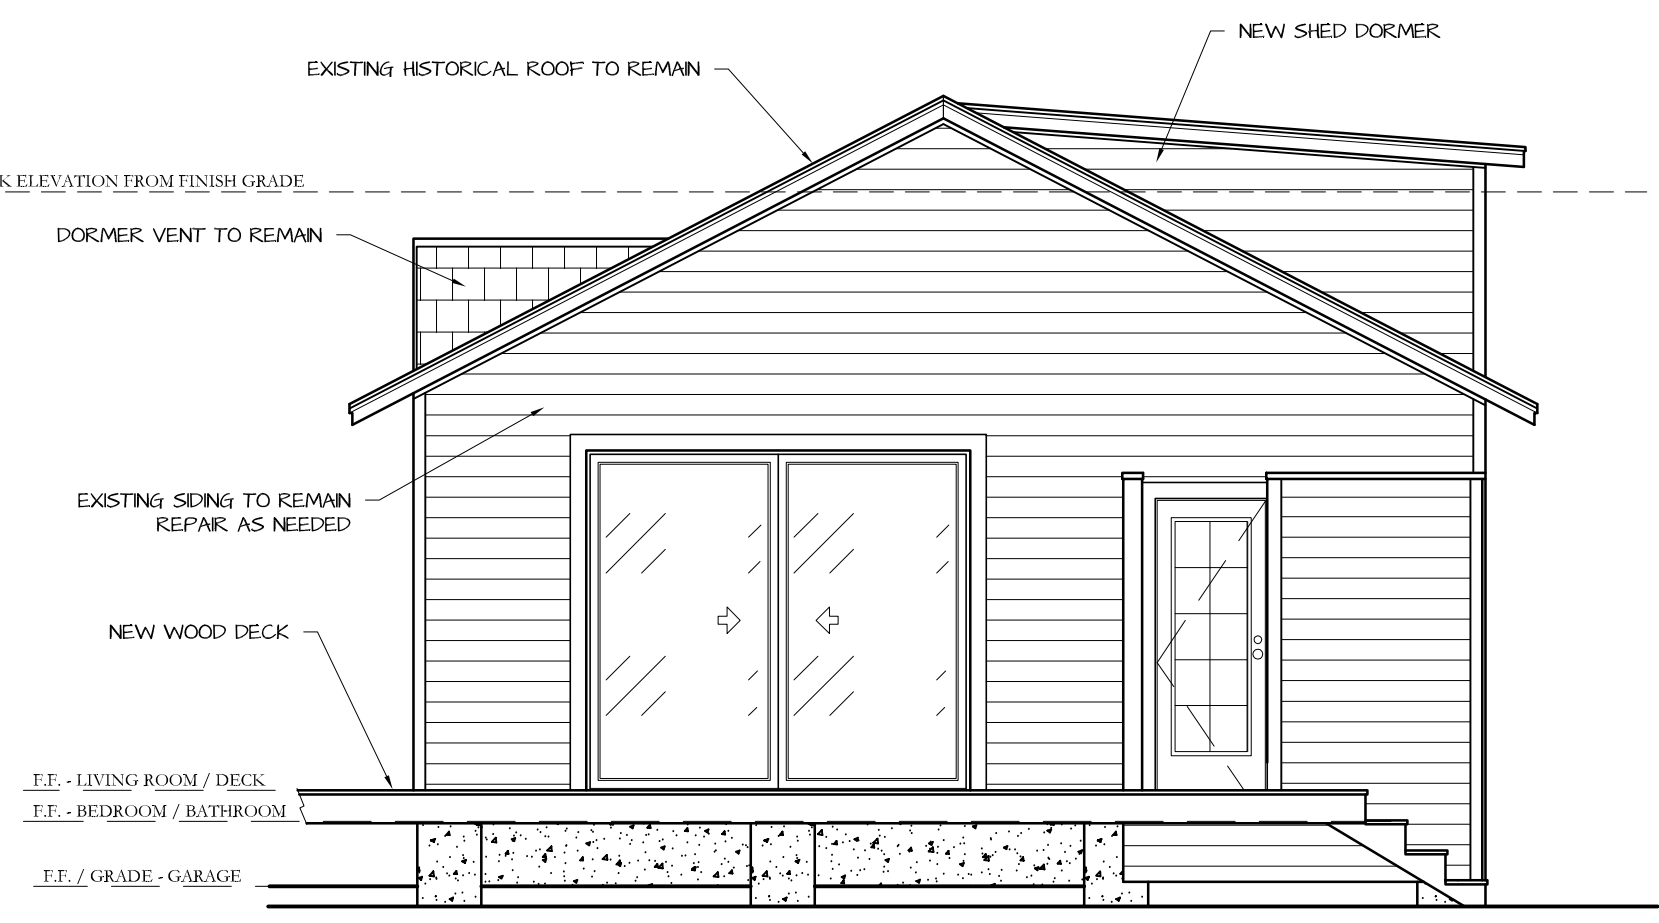 NEW SHED DORMER
EXISTING HISTORICAL ROOF TO REMAIN
K ELEVATION FROM FINISH GRADE
DORMER VENT TO REMAIN
EXISTING SIDING TO REMAIN
REPAIR AS NEEDED
NEW WOOD DECK
F.F. - LIVING ROOM / DECK
F.F. - BEDROOM / BATHROOM
F.F. / GRADE - GARAGE